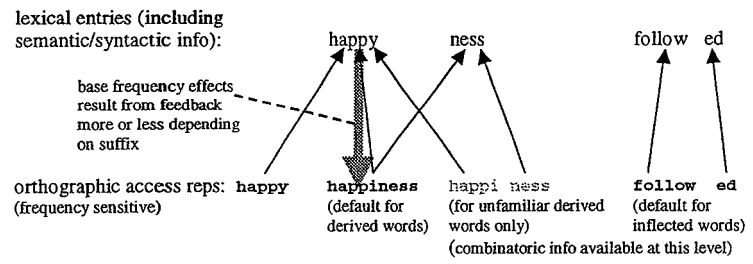 lexical entries (including
semantic/syntactic info):
happy ness follow ed
base frequency effects
result from feedback
more or less depending
on suffix
orthographic access reps: happy happiness happi ness follow ed
(frequency sensitive) (default for (for unfamiliar derived (default for
derived words) words only) inflected words)
(combinatoric info available at this level)